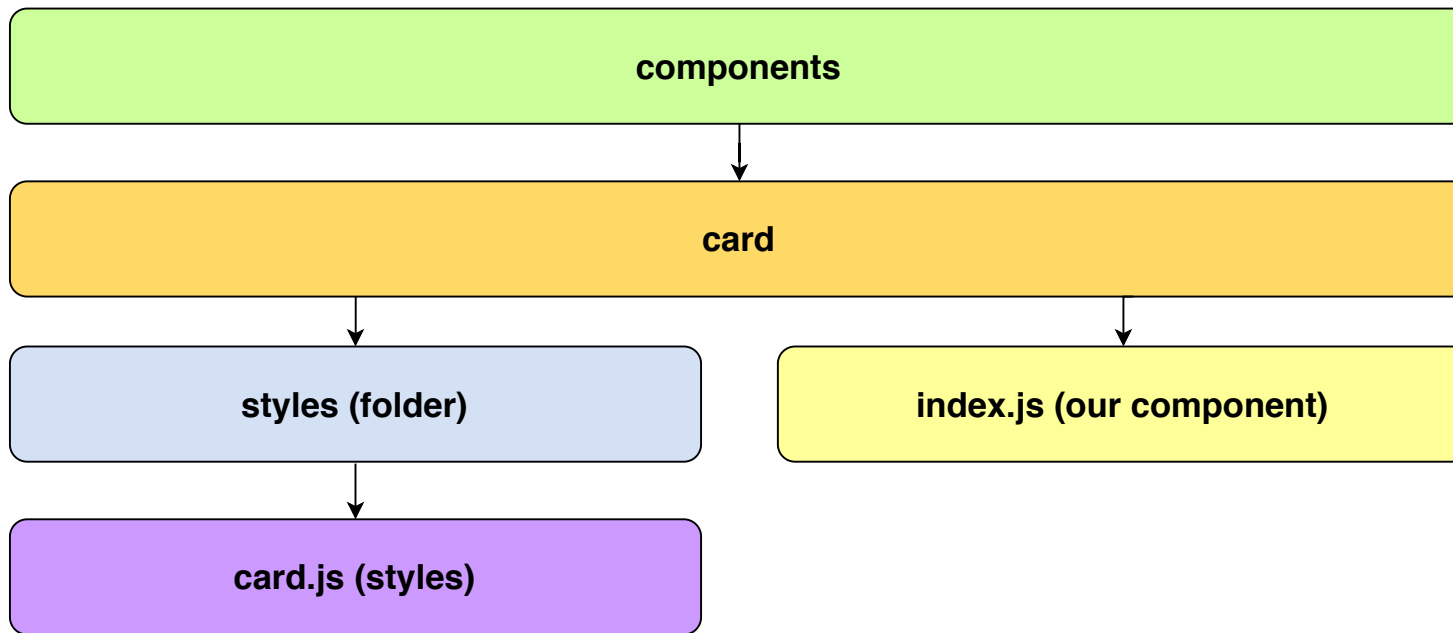 components
card
styles (folder)
index.js (our component)
card.js (styles)